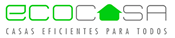 ecocasa
CASAS EFICIENTES PARA TODOS